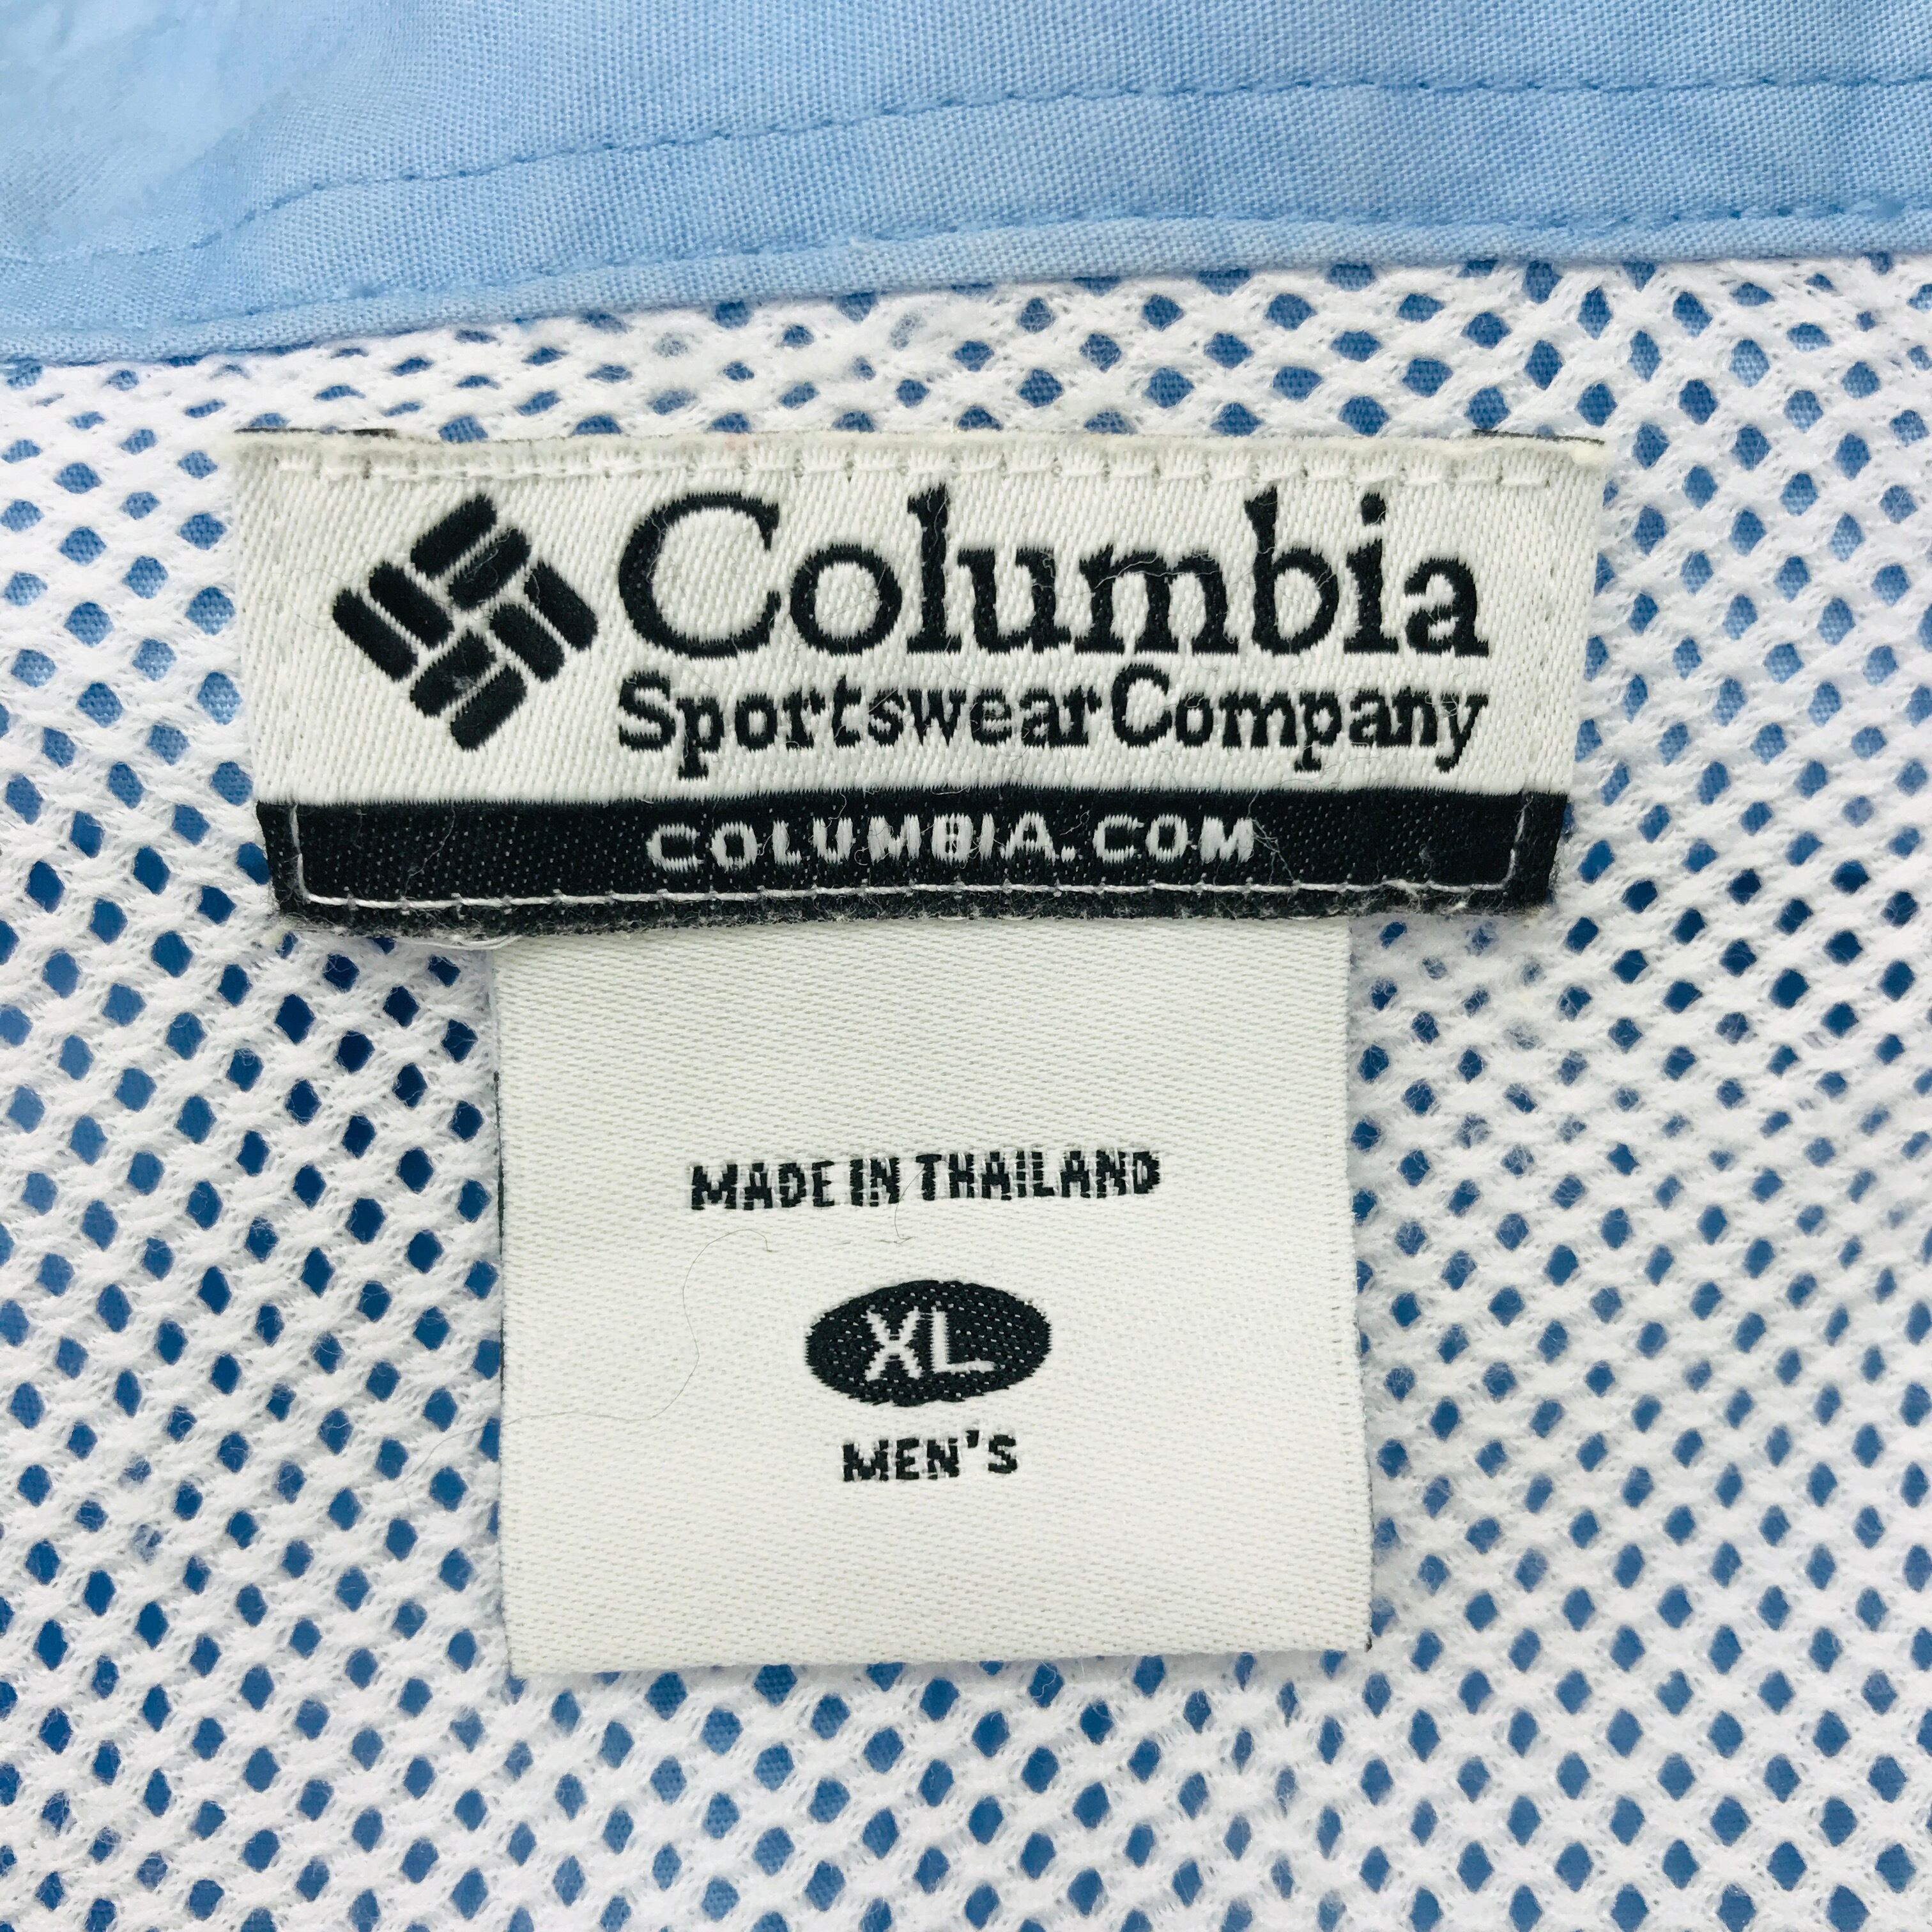 Columbia
Sportswear Company
COLUMBIA.COM
MADE IN THAILAND
XL
MEN'S